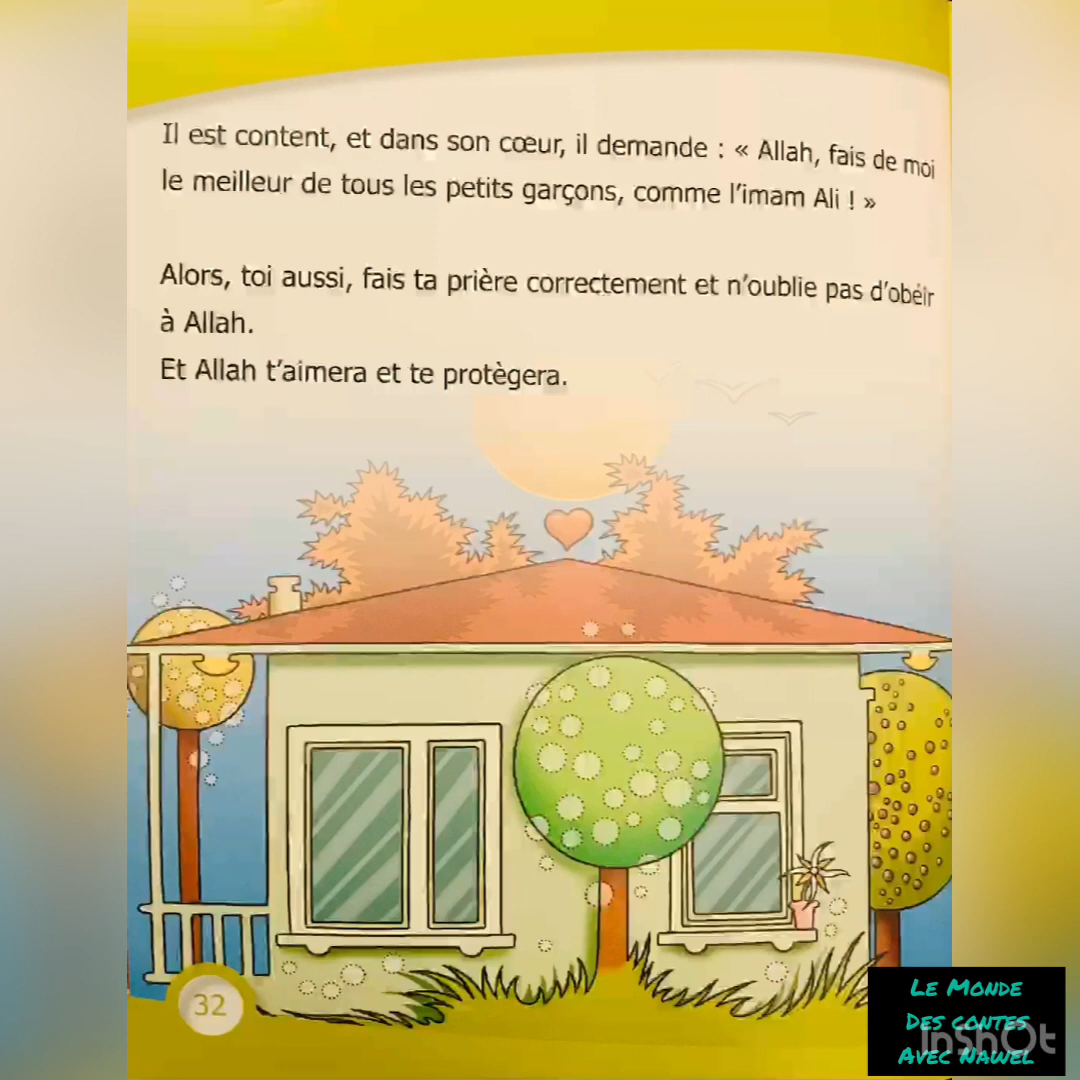 Il est content, et dans son cœur, il demande : « Allah, fais de moi
le meilleur de tous les petits garçons, comme l'imam Ali ! »
Alors, toi aussi, fais ta prière correctement et n'oublie pas d'obéir
à Allah.
Et Allah t'aimera et te protègera.
32
Le Monde
Des contes
Avec Nawel
InShOt